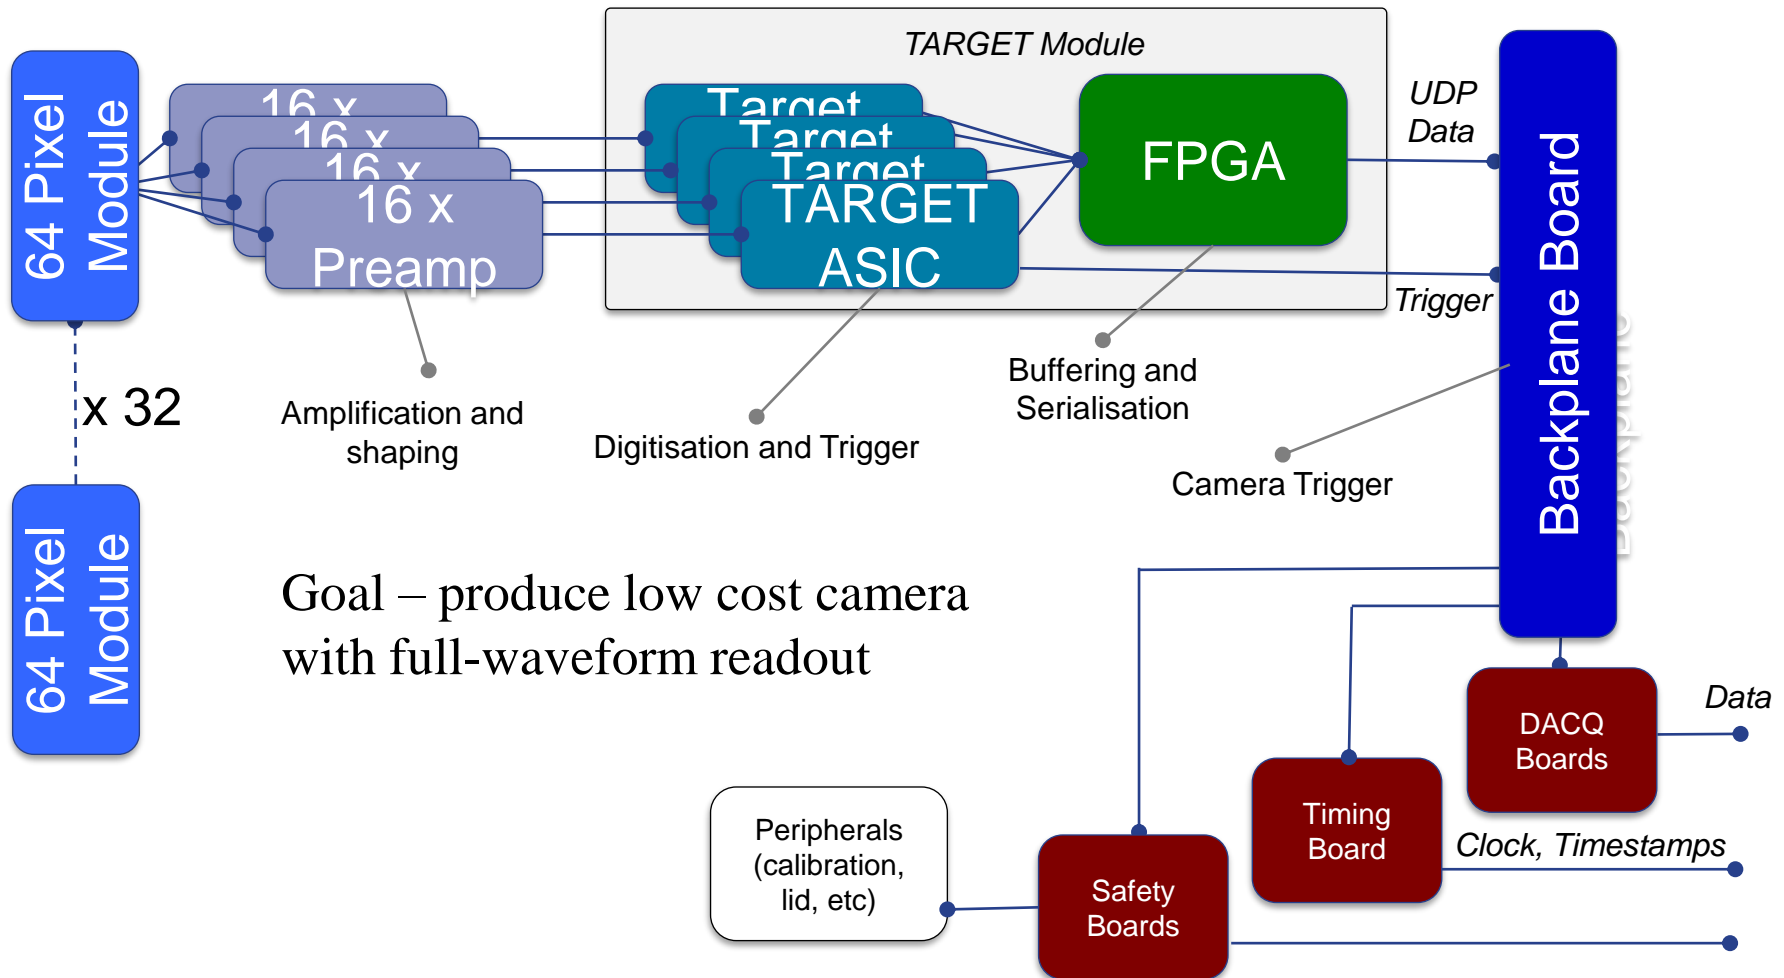 TARGET Module
64 Pixel
Module
16 x
16 x
16 x
16 x
Preamp
Target
Target
Target
TARGET
ASIC
FPGA
UDP
Data
Trigger
Backplane Board
Backplane
x 32
Amplification and
shaping
Digitisation and Trigger
Buffering and
Serialisation
Camera Trigger
64 Pixel
Module
Goal – produce low cost camera
with full-waveform readout
DACQ
Boards
Data
Timing
Board
Clock, Timestamps
Peripherals
(calibration,
lid, etc)
Safety
Boards